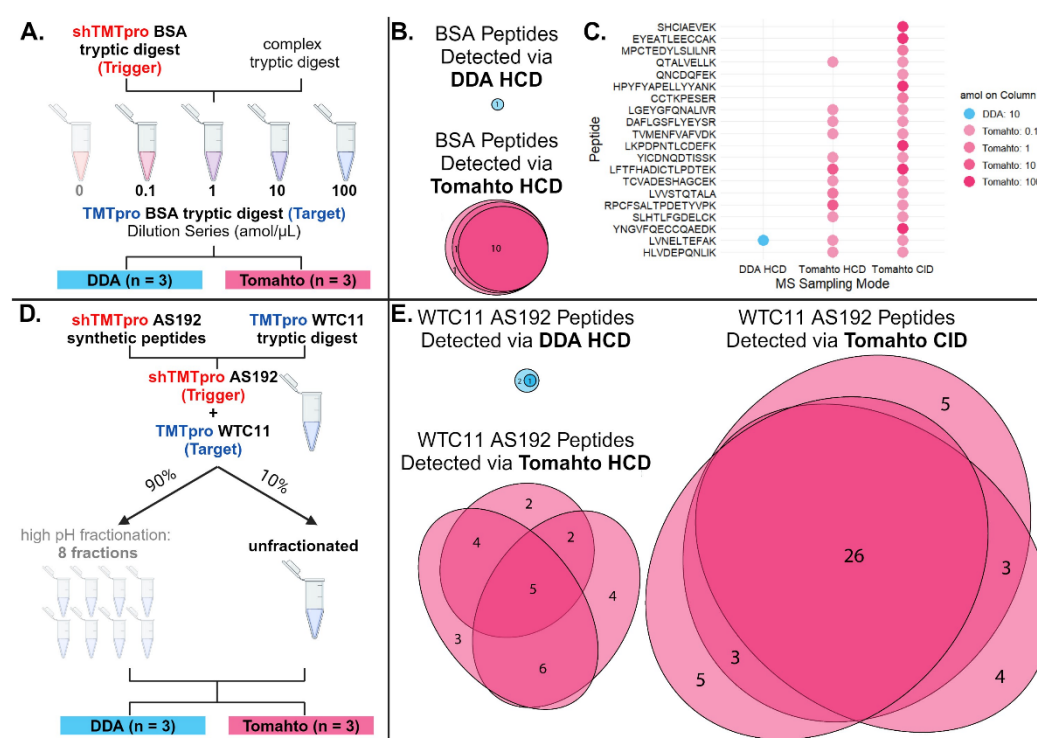 A.
shTMTpro BSA
tryptic digest
(Trigger)
complex
tryptic digest
0
0.1
1
10
100
TMTpro BSA tryptic digest (Target)
Dilution Series (amol/µL)
DDA (n = 3)
Tomahto (n = 3)
B.
BSA Peptides
Detected via
DDA HCD
1
BSA Peptides
Detected via
Tomahto HCD
1
10
1
C.
Peptide
SHCIAEVEK
EYEATLEECCAK
MPCTEDYLSLILNR
QTALVELLK
QNCDQFEK
HPYFYAPELLYYANK
CCTKPESER
LGEYGFQNALIVR
DAFLGSFLYEYSR
TVMENFVAFVDK
LKPDPNTLCDEFK
YICDNQDTISSK
LFTFHADICTLPDTEK
TCVADESHAGCEK
LVVSTQTALA
RPCFSALTPDETYVPK
SLHTLFGDELCK
YNGVFQECCQAEDK
LVNELTEFAK
HLVDEPQNLIK
DDA HCD
Tomahto HCD
Tomahto CID
MS Sampling Mode
amol on Column
DDA: 10
Tomahto: 0.1
Tomahto: 1
Tomahto: 10
Tomahto: 100
D.
shTMTpro AS192
synthetic peptides
TMTpro WTC11
tryptic digest
shTMTpro AS192
(Trigger)
+
TMTpro WTC11
(Target)
90%
10%
high pH fractionation:
8 fractions
unfractionated
DDA (n = 3)
Tomahto (n = 3)
E.
WTC11 AS192 Peptides
Detected via DDA HCD
2
1
WTC11 AS192 Peptides
Detected via Tomahto HCD
2
4
2
5
4
3
6
WTC11 AS192 Peptides
Detected via Tomahto CID
5
26
3
3
5
4